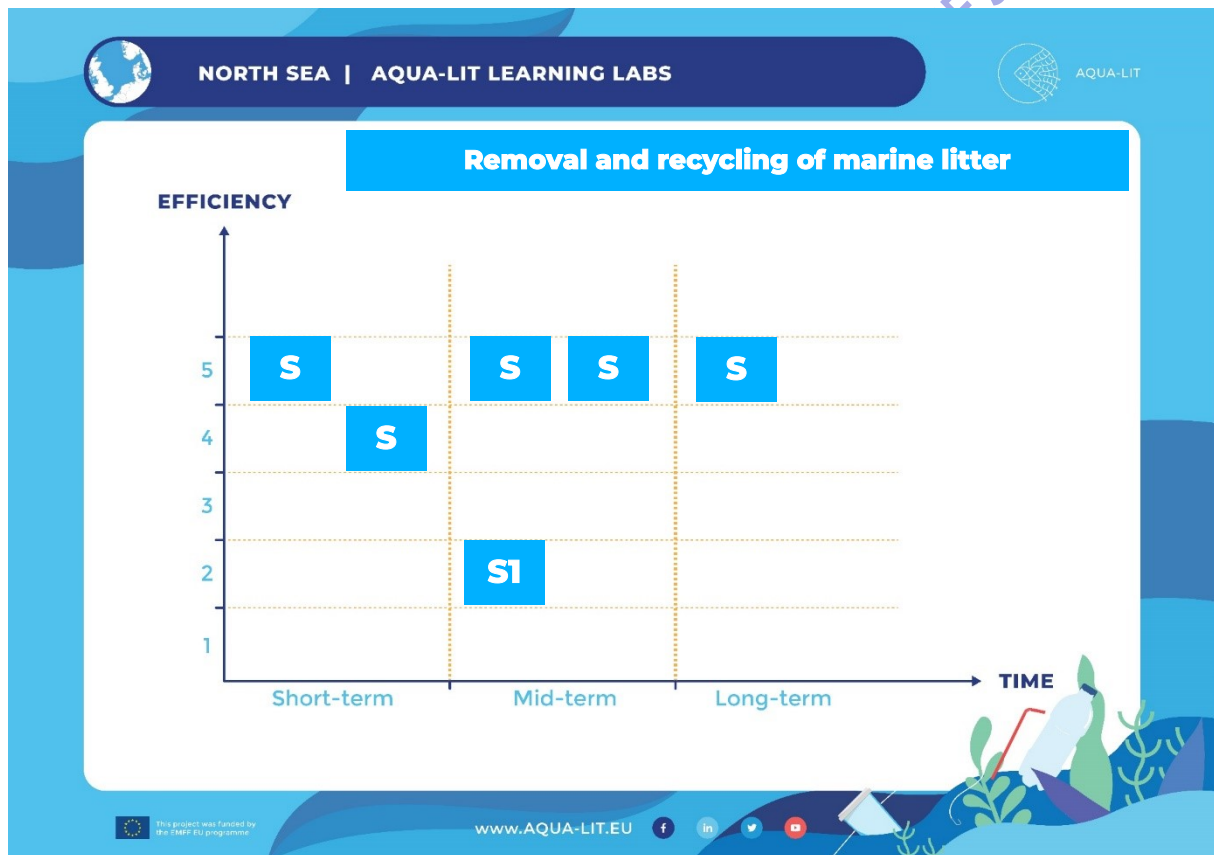 NORTH SEA | AQUA-LIT LEARNING LABS
AQUA-LIT
Removal and recycling of marine litter
EFFICIENCY
5 S S S S
4 S
3
2 S1
1
TIME
Short-term Mid-term Long-term
This project was funded by
the EMFF EU programme
www.AQUA-LIT.EU f in